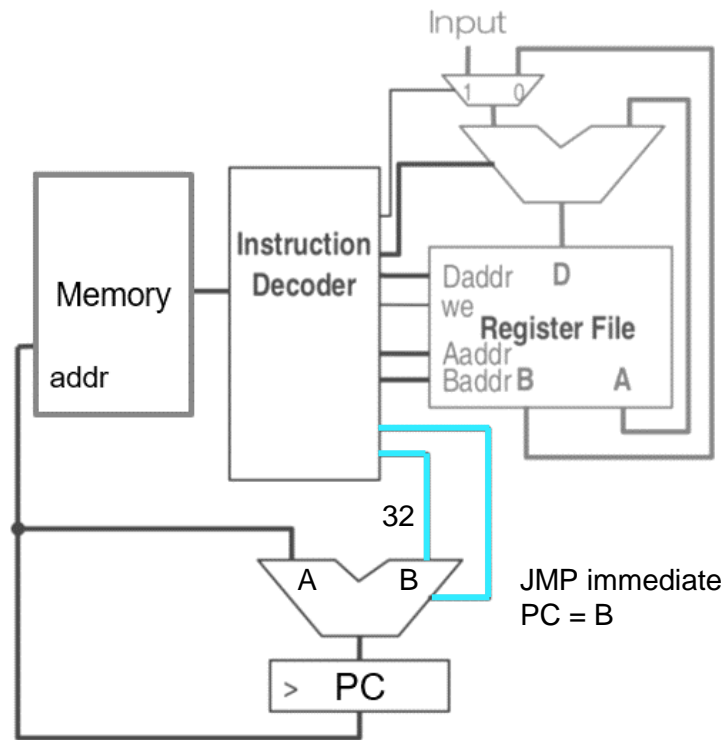 Input
1 0
Instruction
Decoder
Memory
addr
Daddr D
we
Register File
Aaddr
Baddr B A
32
A B
JMP immediate
PC = B
> PC